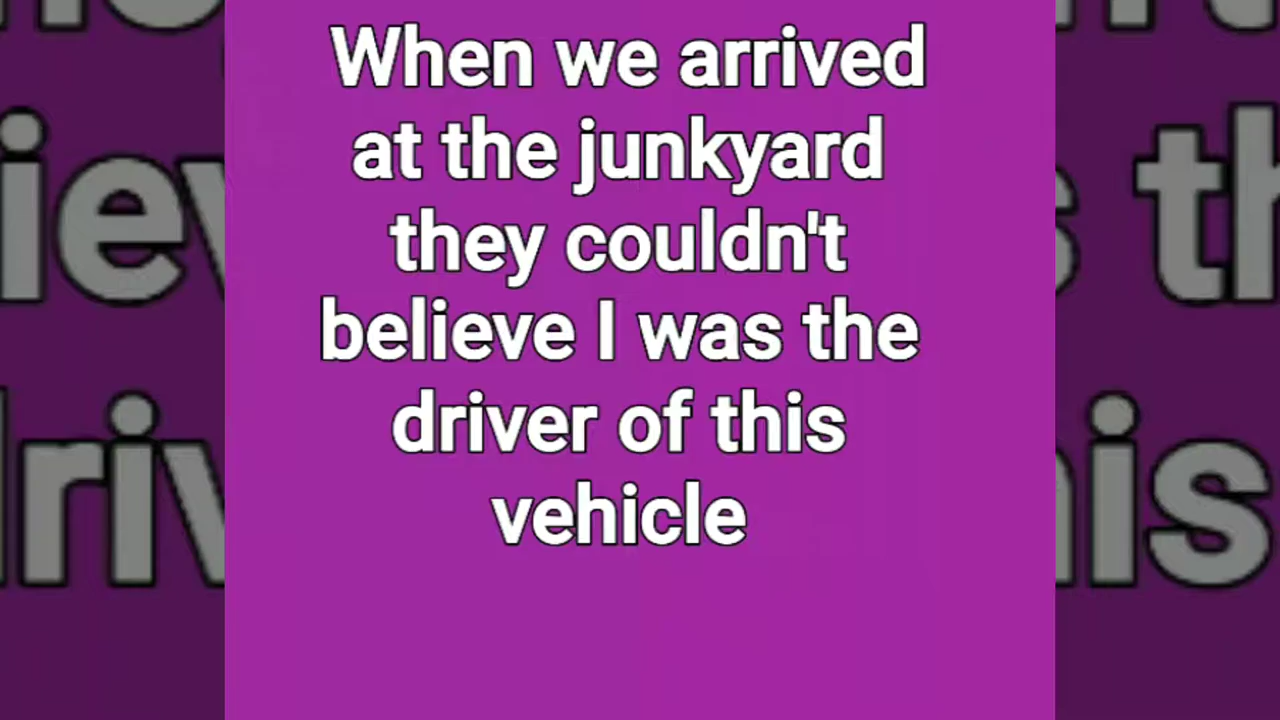 When we arrived
at the junkyard
they couldn't
believe I was the
driver of this
vehicle